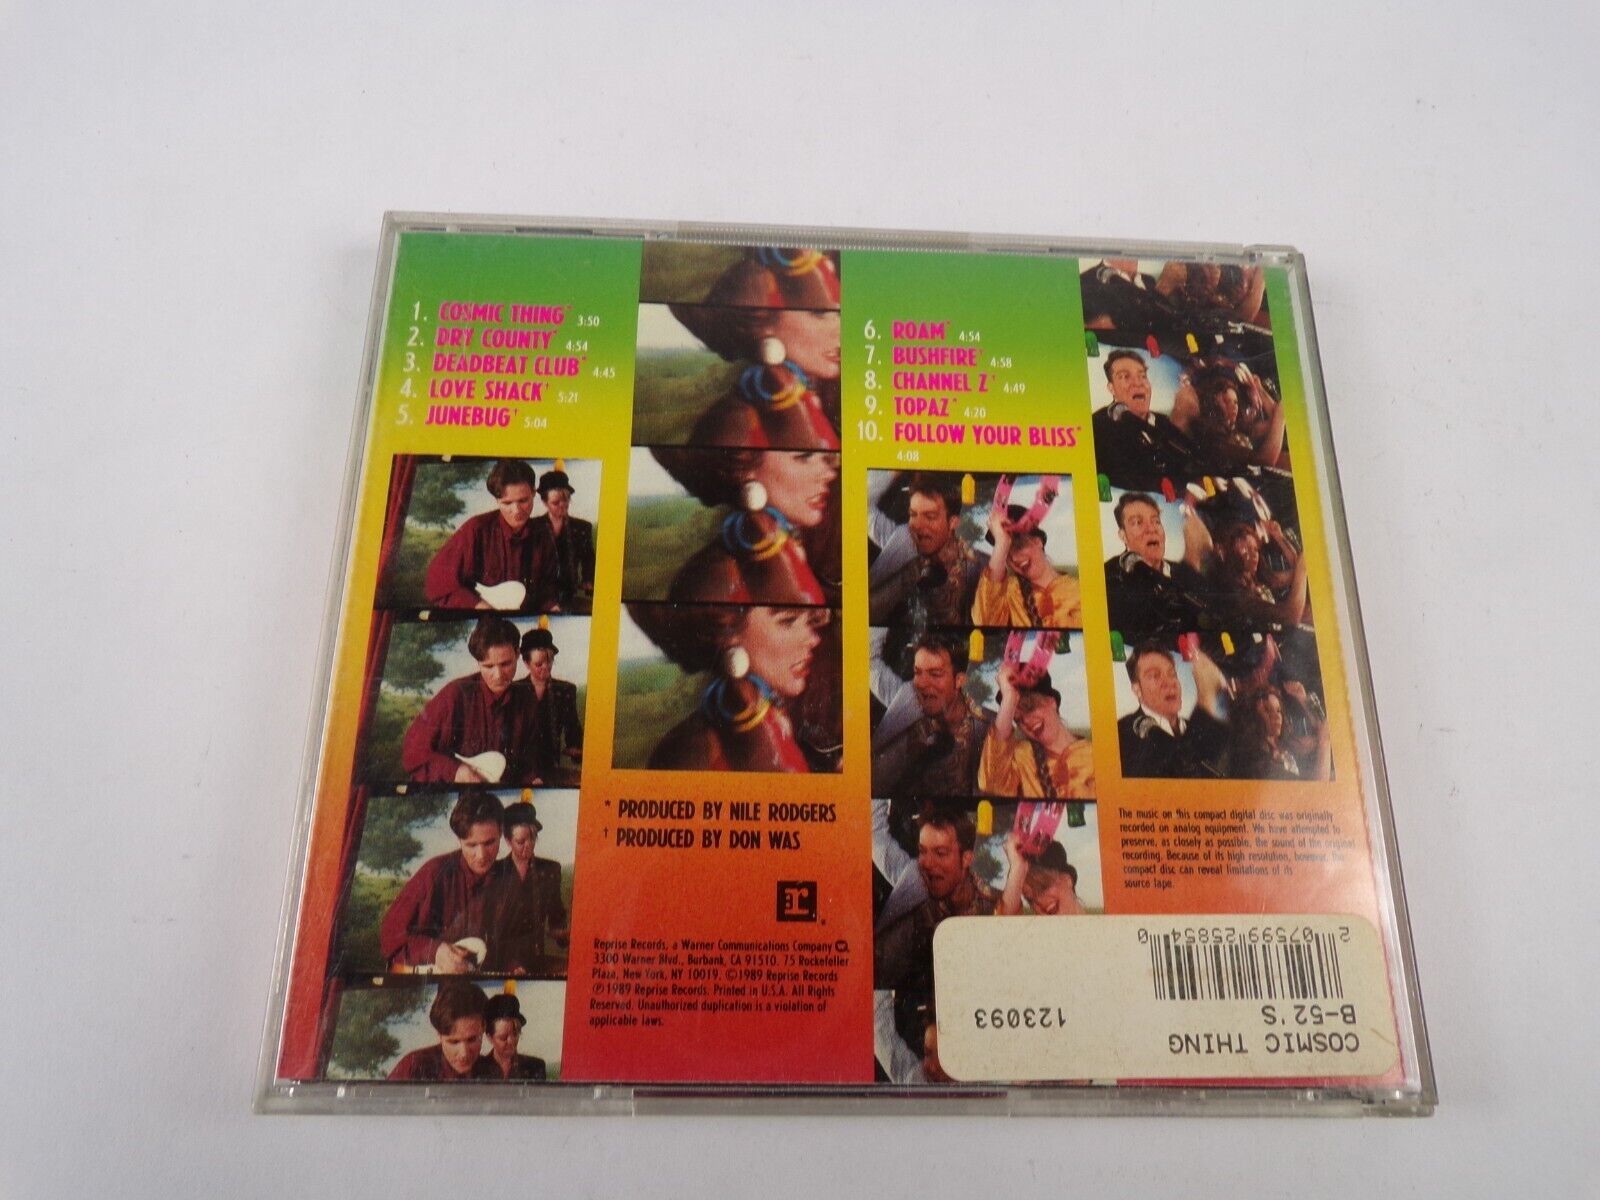 1. COSMIC THING* 3:50
2. DRY COUNTY* 4:54
3. DEADBEAT CLUB* 4:45
4. LOVE SHACK† 5:21
5. JUNEBUG† 5:04
6. ROAM* 4:54
7. BUSHFIRE† 4:58
8. CHANNEL Z† 4:49
9. TOPAZ* 4:20
10. FOLLOW YOUR BLISS*
4:08
* PRODUCED BY NILE RODGERS
† PRODUCED BY DON WAS
r
Reprise Records, a Warner Communications Company
3300 Warner Blvd., Burbank, CA 91510. 75 Rockefeller
Plaza, New York, NY 10019. ©1989 Reprise Records
℗1989 Reprise Records. Printed in U.S.A. All Rights
Reserved. Unauthorized duplication is a violation of
applicable laws.
The music on this compact digital disc was originally
recorded on analog equipment. We have attempted to
preserve, as closely as possible, the sound of the original
recording. Because of its high resolution, however, the
compact disc can reveal limitations of its
source tape.
COSMIC THING
B-52'S 123093
2 07599 25854 0